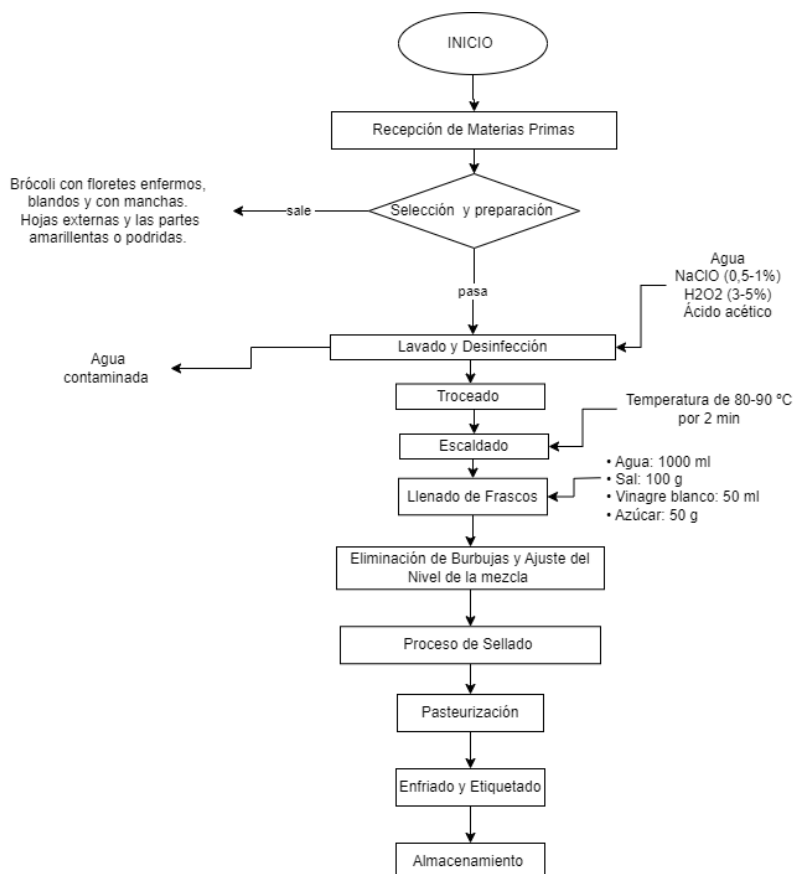 INICIO
Recepción de Materias Primas
Brócoli con floretes enfermos,
blandos y con manchas.
Hojas externas y las partes
amarillentas o podridas.
sale
Selección y preparación
pasa
Agua
NaClO (0,5-1%)
H2O2 (3-5%)
Ácido acético
Lavado y Desinfección
Agua
contaminada
Troceado
Temperatura de 80-90 ºC
por 2 min
Escaldado
• Agua: 1000 ml
• Sal: 100 g
• Vinagre blanco: 50 ml
• Azúcar: 50 g
Llenado de Frascos
Eliminación de Burbujas y Ajuste del
Nivel de la mezcla
Proceso de Sellado
Pasteurización
Enfriado y Etiquetado
Almacenamiento